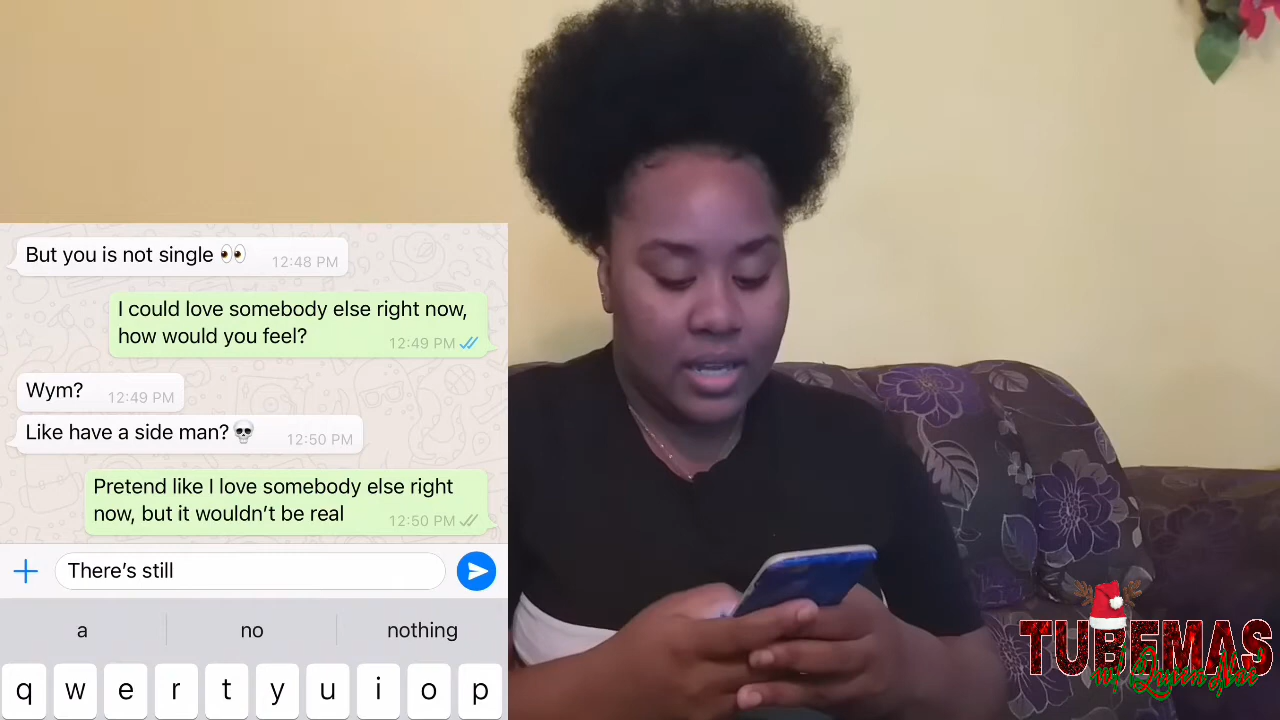 But you is not single 👀 12:48 PM
I could love somebody else right now,
how would you feel? 12:49 PM
Wym? 12:49 PM
Like have a side man?💀 12:50 PM
Pretend like I love somebody else right
now, but it wouldn’t be real 12:50 PM
There’s still
a no nothing
q w e r t y u i o p
TUBEMAS
w/ Queen Nae